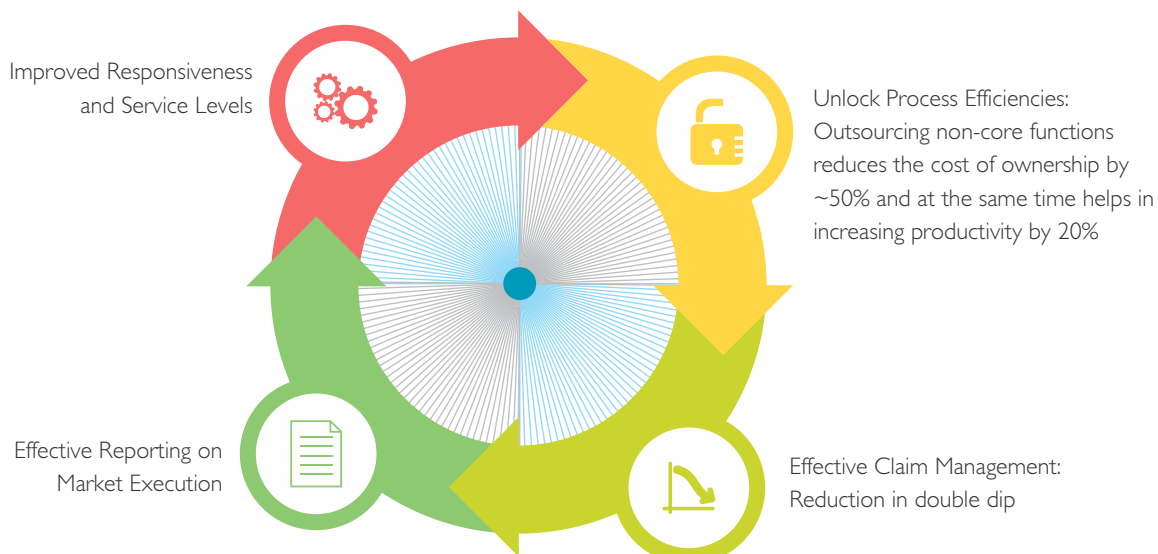 Improved Responsiveness
and Service Levels
Unlock Process Efficiencies:
Outsourcing non-core functions
reduces the cost of ownership by
~50% and at the same time helps in
increasing productivity by 20%
Effective Reporting on
Market Execution
Effective Claim Management:
Reduction in double dip